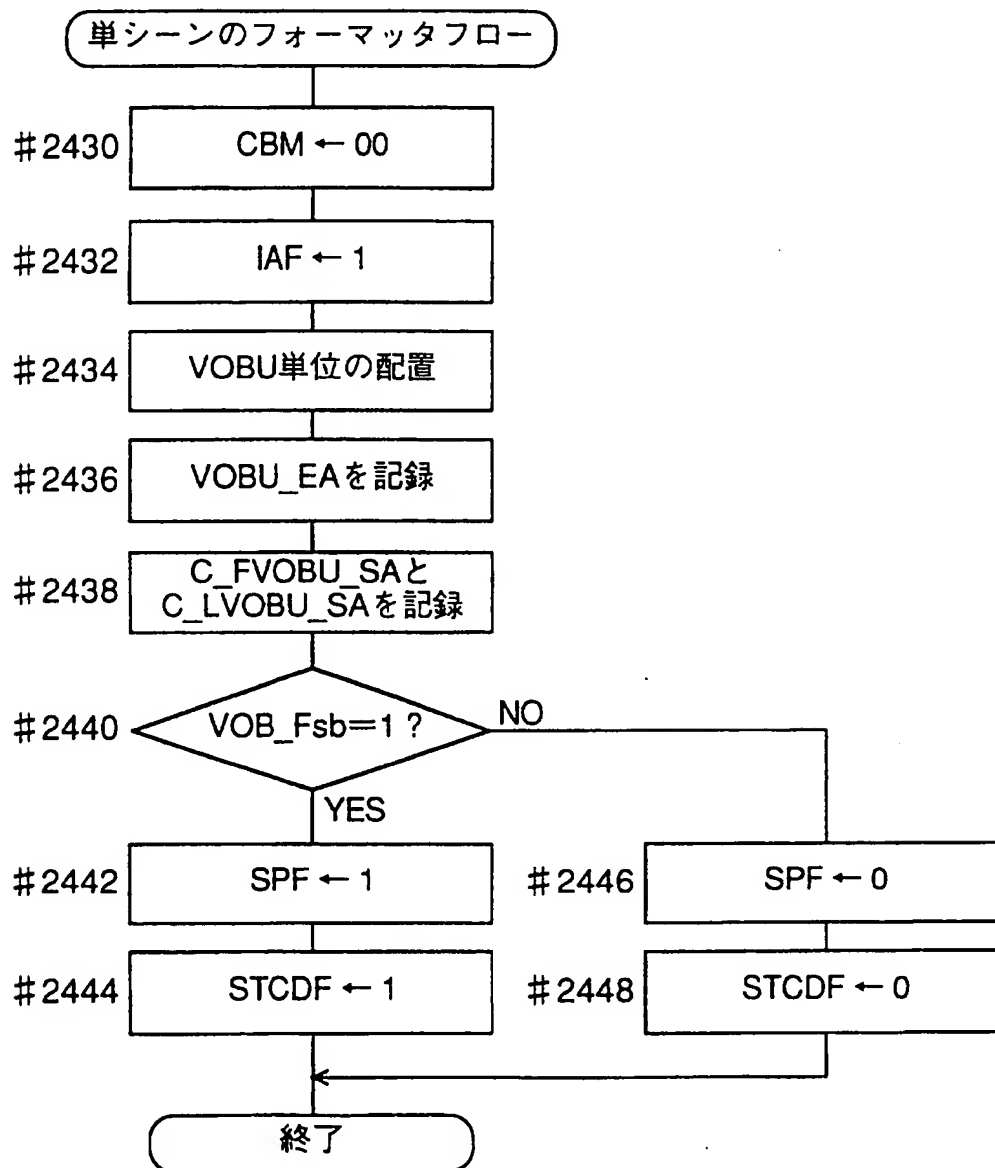 単シーンのフォーマッタフロー
#2430
CBM ← 00
#2432
IAF ← 1
#2434
VOBU単位の配置
#2436
VOBU_EAを記録
#2438
C_FVOBU_SAと
C_LVOBU_SAを記録
#2440
VOB_Fsb=1 ?
NO
YES
#2442
SPF ← 1
#2446
SPF ← 0
#2444
STCDF ← 1
#2448
STCDF ← 0
終了